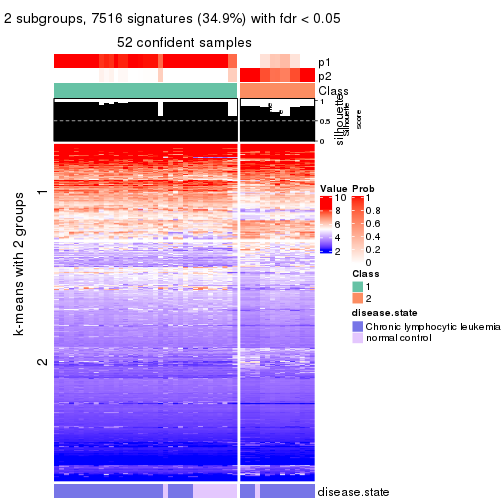 2 subgroups, 7516 signatures (34.9%) with fdr < 0.05
52 confident samples
p1
p2
Class
1
0.5
0
silhouette
Silhouette
score
k-means with 2 groups
1
2
Value
10
8
6
4
2
Prob
1
0.8
0.6
0.4
0.2
0
Class
1
2
disease.state
Chronic lymphocytic leukemia
normal control
disease.state